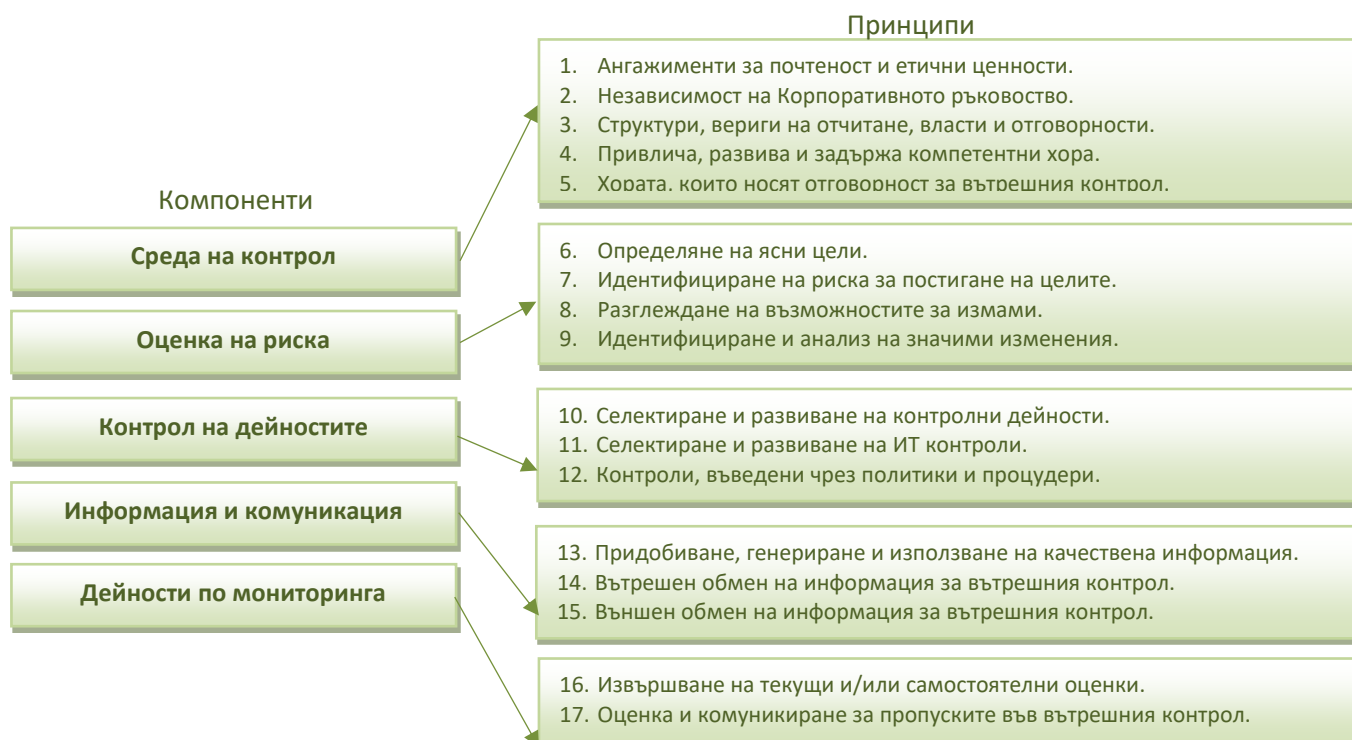 Принципи
1. Ангажименти за почтеност и етични ценности.
2. Независимост на Корпоративното ръковоство.
3. Структури, вериги на отчитане, власти и отговорности.
4. Привлича, развива и задържа компетентни хора.
5. Хората, които носят отговорност за вътрешния контрол.
Компоненти
Среда на контрол
Оценка на риска
Контрол на дейностите
Информация и комуникация
Дейности по мониторинга
6. Определяне на ясни цели.
7. Идентифициране на риска за постигане на целите.
8. Разглеждане на възможностите за измами.
9. Идентифициране и анализ на значими изменения.
10. Селектиране и развиване на контролни дейности.
11. Селектиране и развиване на ИТ контроли.
12. Контроли, въведени чрез политики и процудери.
13. Придобиване, генериране и използване на качествена информация.
14. Вътрешен обмен на информация за вътрешния контрол.
15. Външен обмен на информация за вътрешния контрол.
16. Извършване на текущи и/или самостоятелни оценки.
17. Оценка и комуникиране за пропуските във вътрешния контрол.